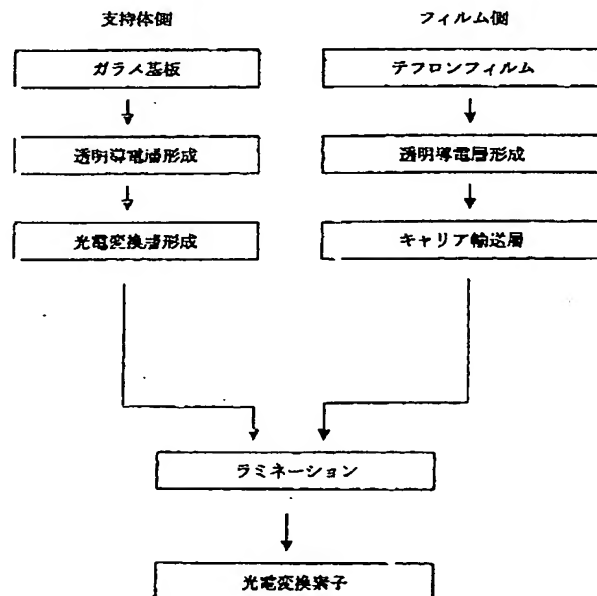 支持体側
フィルム側
ガラス基板
テフロンフィルム
透明導電層形成
透明導電層形成
光電変換層形成
キャリア輸送層
ラミネーション
光電変換素子